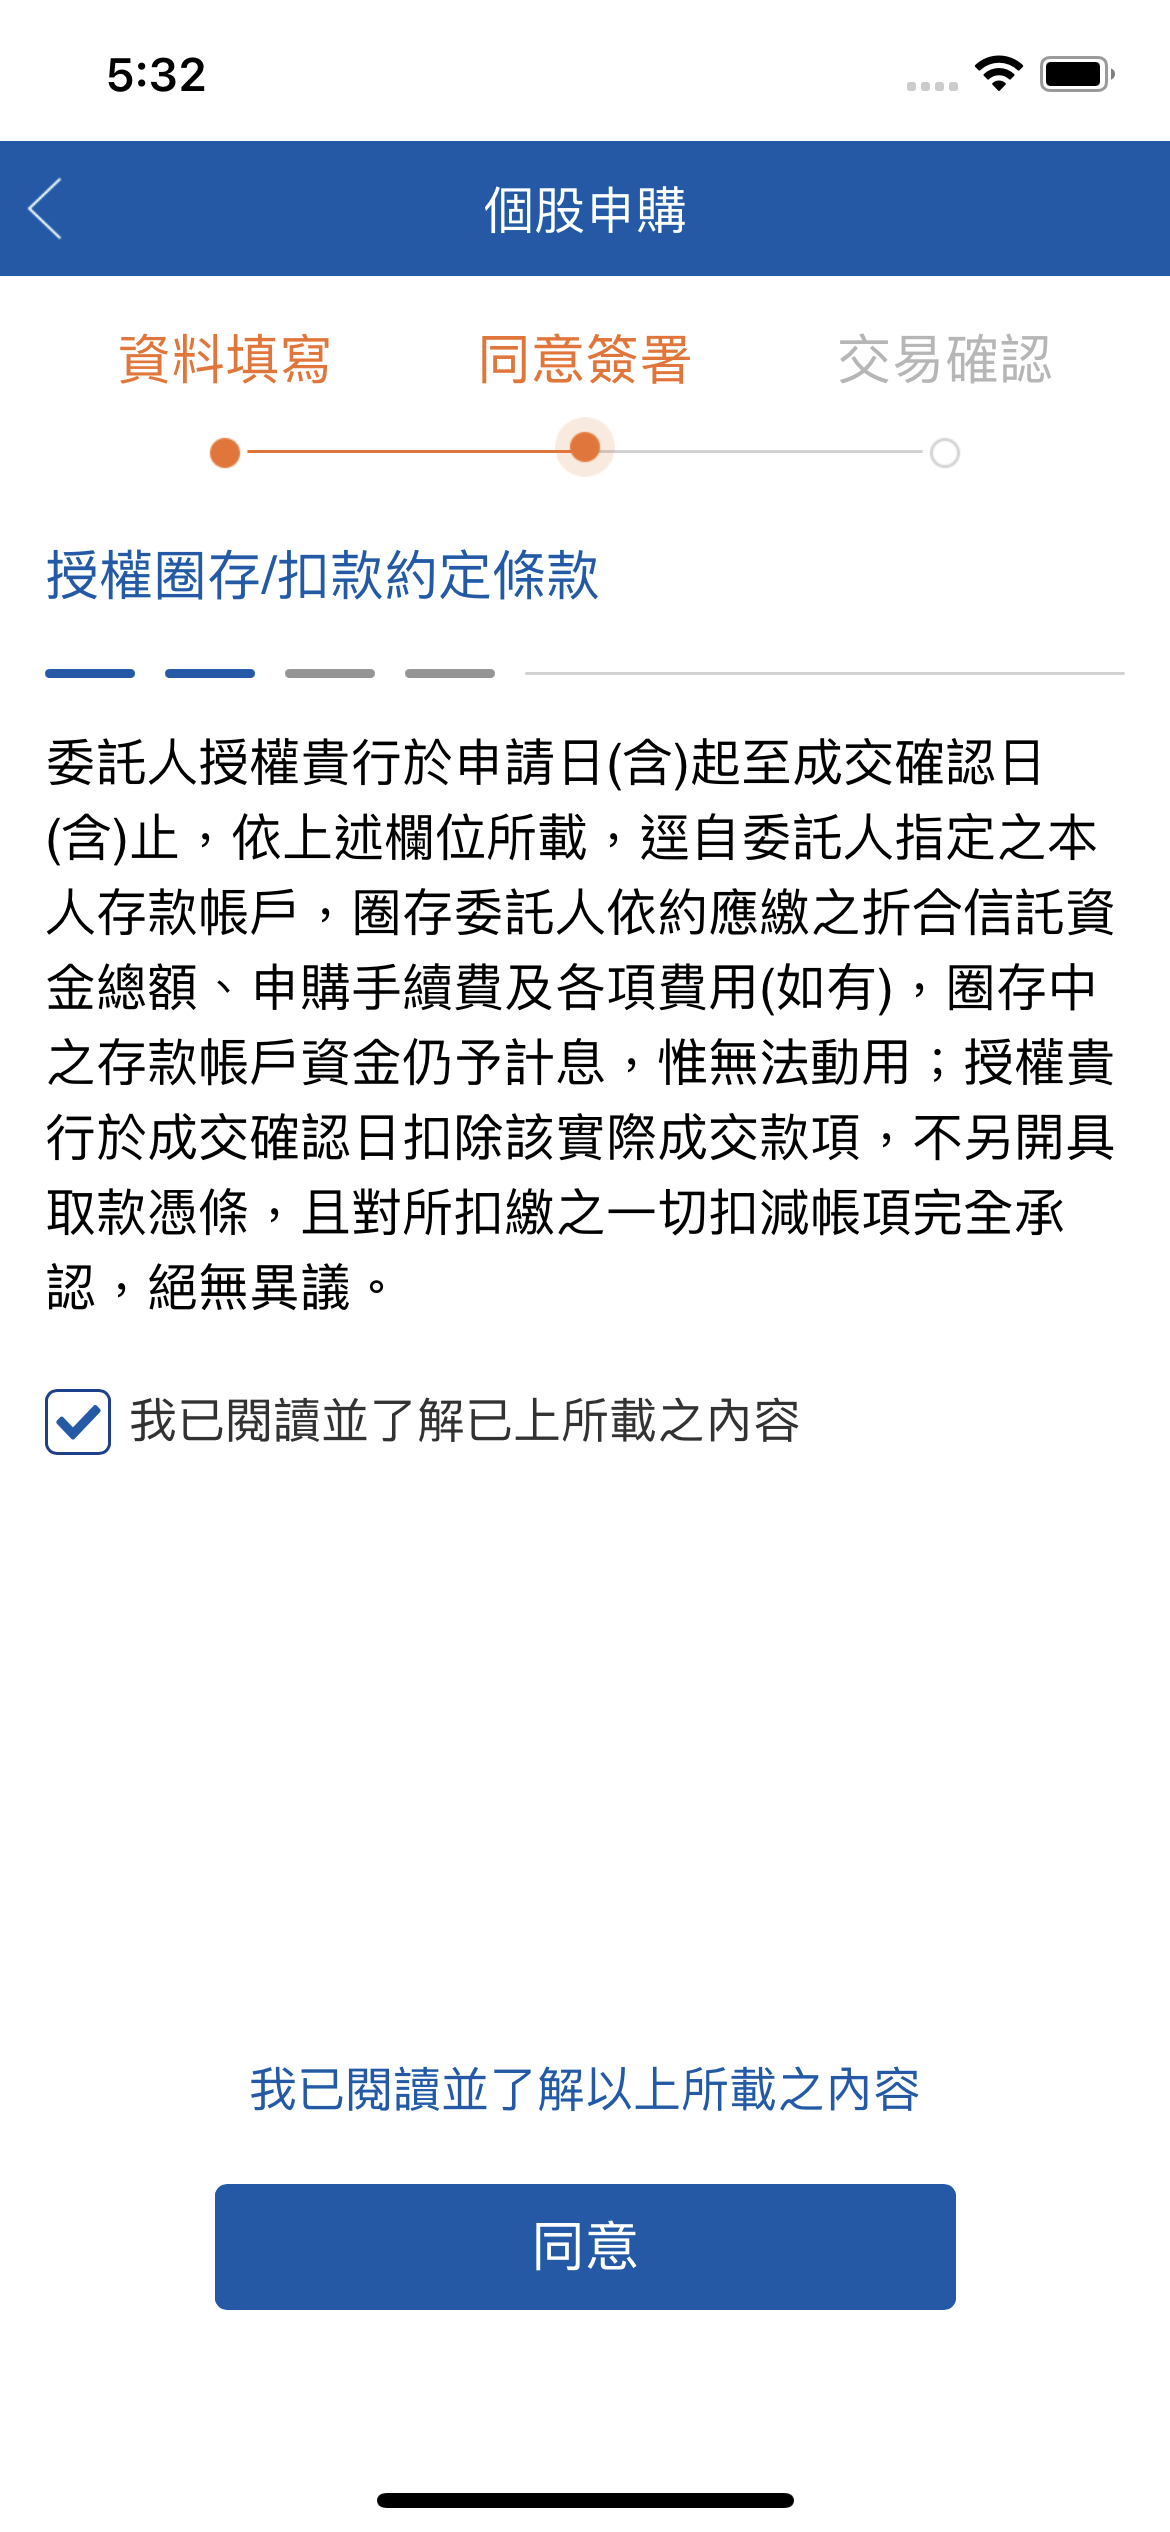 5:32
個股申購
資料填寫 同意簽署 交易確認
授權圈存/扣款約定條款
委託人授權貴行於申請日(含)起至成交確認日
(含)止，依上述欄位所載，逕自委託人指定之本
人存款帳戶，圈存委託人依約應繳之折合信託資
金總額、申購手續費及各項費用(如有)，圈存中
之存款帳戶資金仍予計息，惟無法動用；授權貴
行於成交確認日扣除該實際成交款項，不另開具
取款憑條，且對所扣繳之一切扣減帳項完全承
認，絕無異議。
我已閱讀並了解已上所載之內容
我已閱讀並了解以上所載之內容
同意